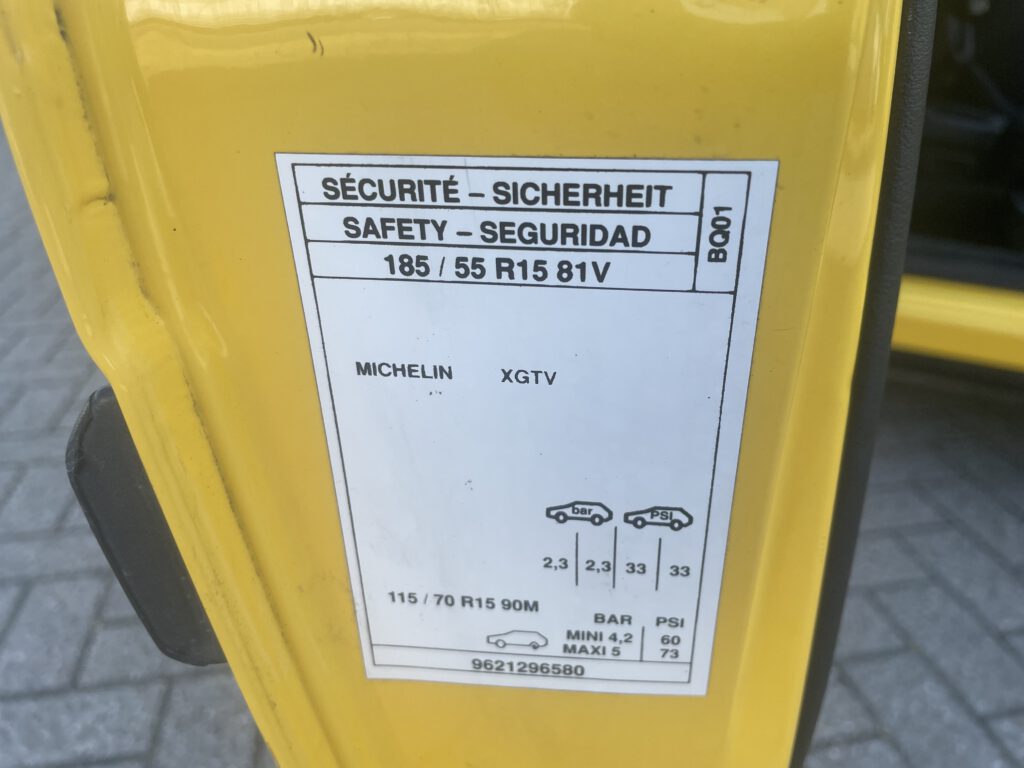 SÉCURITÉ – SICHERHEIT
SAFETY – SEGURIDAD
185 / 55 R15 81V
BQ01
MICHELIN XGTV
bar PSI
2,3 2,3 33 33
115 / 70 R15 90M
BAR PSI
MINI 4,2 60
MAXI 5 73
9621296580